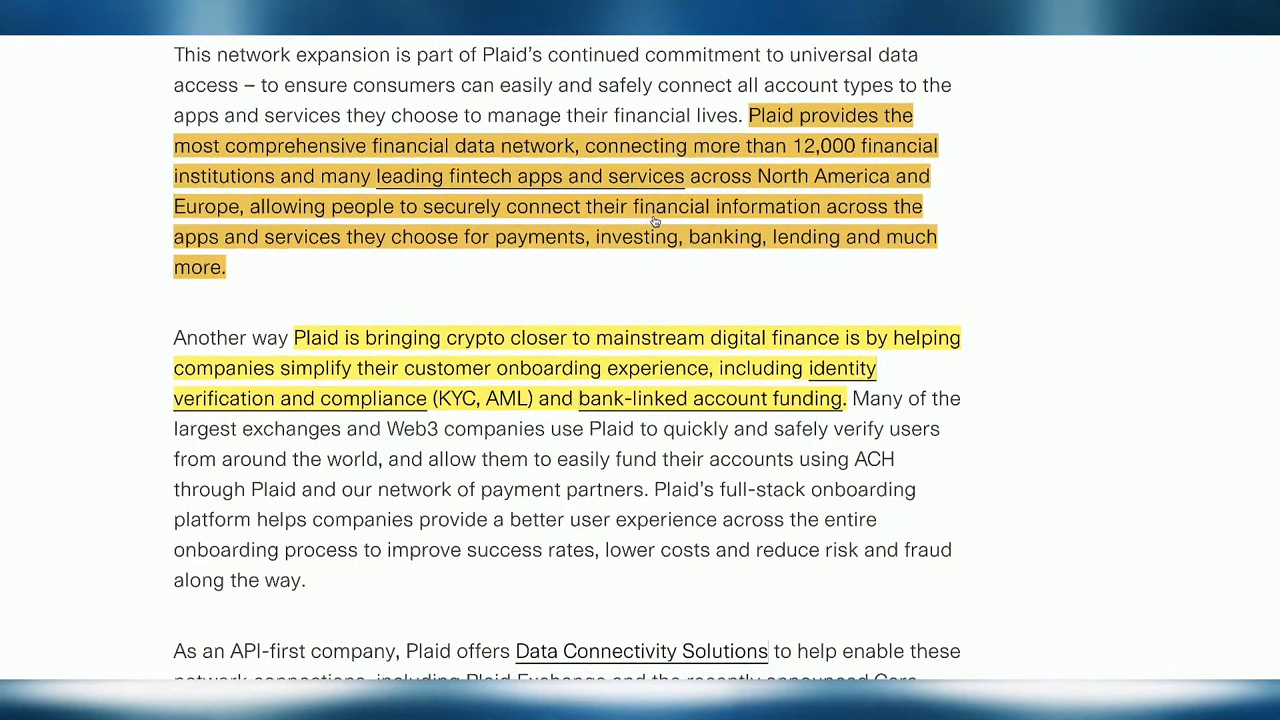 This network expansion is part of Plaid's continued commitment to universal data
access – to ensure consumers can easily and safely connect all account types to the
apps and services they choose to manage their financial lives. Plaid provides the
most comprehensive financial data network, connecting more than 12,000 financial
institutions and many leading fintech apps and services across North America and
Europe, allowing people to securely connect their financial information across the
apps and services they choose for payments, investing, banking, lending and much
more.
Another way Plaid is bringing crypto closer to mainstream digital finance is by helping
companies simplify their customer onboarding experience, including identity
verification and compliance (KYC, AML) and bank-linked account funding. Many of the
largest exchanges and Web3 companies use Plaid to quickly and safely verify users
from around the world, and allow them to easily fund their accounts using ACH
through Plaid and our network of payment partners. Plaid's full-stack onboarding
platform helps companies provide a better user experience across the entire
onboarding process to improve success rates, lower costs and reduce risk and fraud
along the way.
As an API-first company, Plaid offers Data Connectivity Solutions to help enable these
network connections, including Plaid Exchange and the recently announced Core